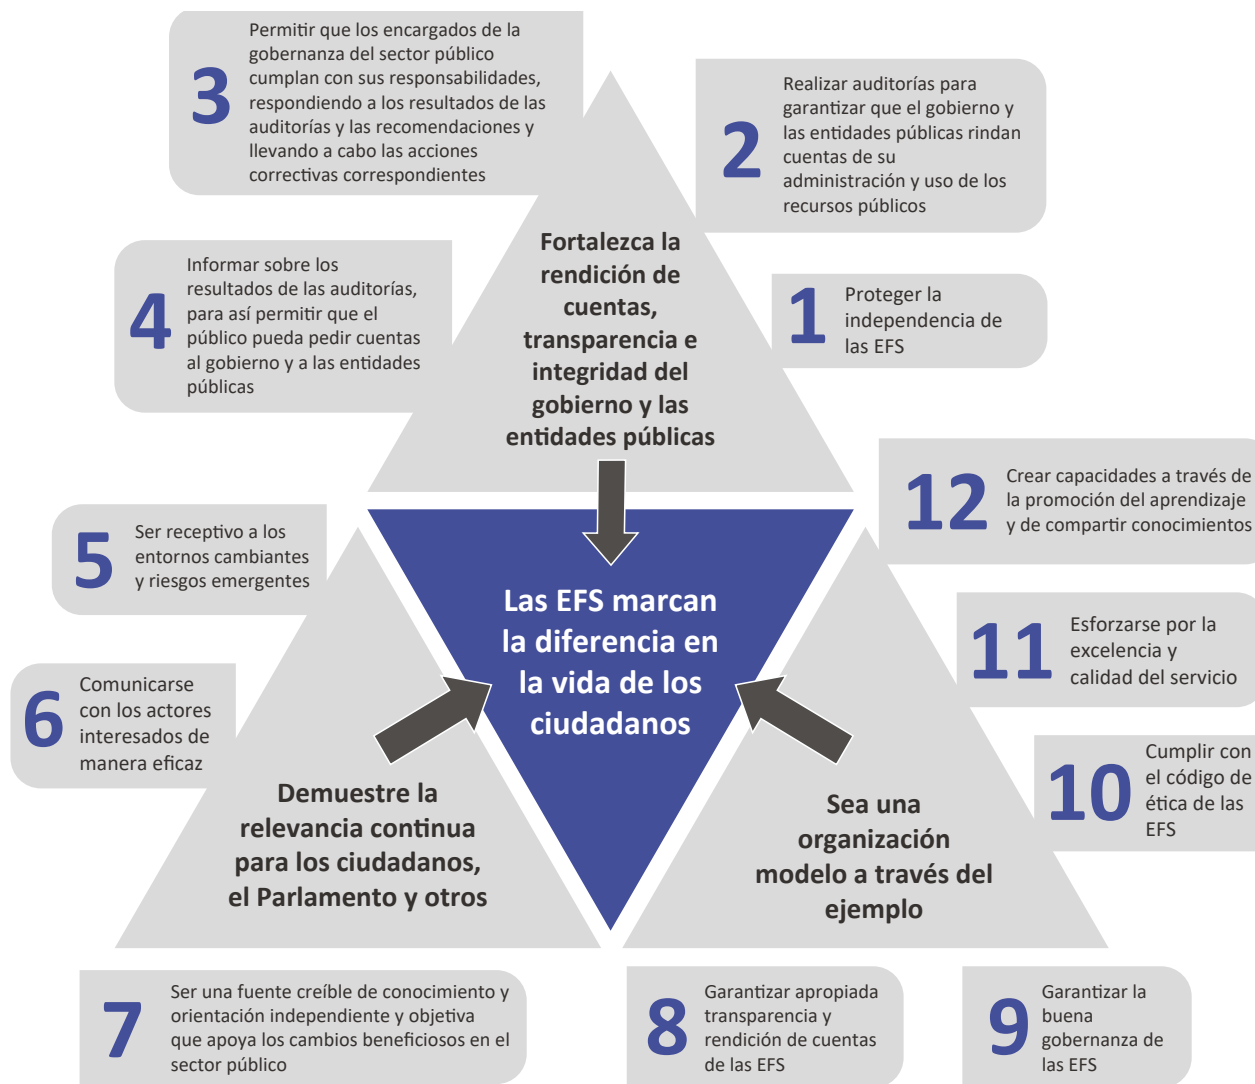 3
Permitir que los encargados de la
gobernanza del sector público
cumplan con sus responsabilidades,
respondiendo a los resultados de las
auditorías y las recomendaciones y
llevando a cabo las acciones
correctivas correspondientes
2
Realizar auditorías para
garantizar que el gobierno y
las entidades públicas rindan
cuentas de su
administración y uso de los
recursos públicos
4
Informar sobre los
resultados de las auditorías,
para así permitir que el
público pueda pedir cuentas
al gobierno y a las entidades
públicas
Fortalezca la
rendición de
cuentas,
transparencia e
integridad del
gobierno y las
entidades públicas
1
Proteger la
independencia de
las EFS
12
Crear capacidades a través de
la promoción del aprendizaje
y de compartir conocimientos
5
Ser receptivo a los
entornos cambiantes
y riesgos emergentes
Las EFS marcan
la diferencia en
la vida de los
ciudadanos
11
Esforzarse por la
excelencia y
calidad del servicio
6
Comunicarse
con los actores
interesados de
manera eficaz
10
Cumplir con
el código de
ética de las
EFS
Demuestre la
relevancia continua
para los ciudadanos,
el Parlamento y otros
Sea una
organización
modelo a través del
ejemplo
7
Ser una fuente creíble de conocimiento y
orientación independiente y objetiva
que apoya los cambios beneficiosos en el
sector público
8
Garantizar apropiada
transparencia y
rendición de cuentas
de las EFS
9
Garantizar la
buena
gobernanza de
las EFS